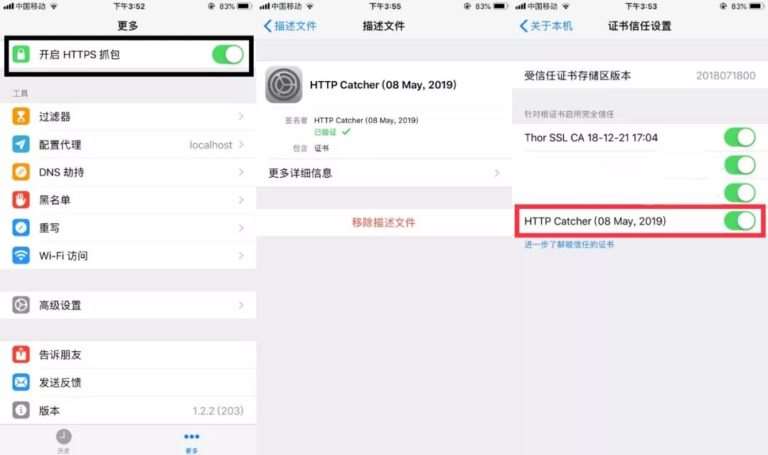 中国移动 下午3:52 83%
更多
开启 HTTPS 抓包
工具
过滤器
配置代理 localhost
DNS 劫持
黑名单
重写
Wi-Fi 访问
高级设置
告诉朋友
发送反馈
版本 1.2.2 (203)
历史 更多
中国移动 下午3:55 83%
描述文件 描述文件
HTTP Catcher (08 May, 2019)
签名者 HTTP Catcher (08 May, 2019)
已验证
包含 证书
更多详细信息
移除描述文件
中国移动 下午3:53 83%
关于本机 证书信任设置
受信任证书存储区版本 2018071800
针对根证书启用完全信任
Thor SSL CA 18-12-21 17:04
HTTP Catcher (08 May, 2019)
进一步了解被信任的证书